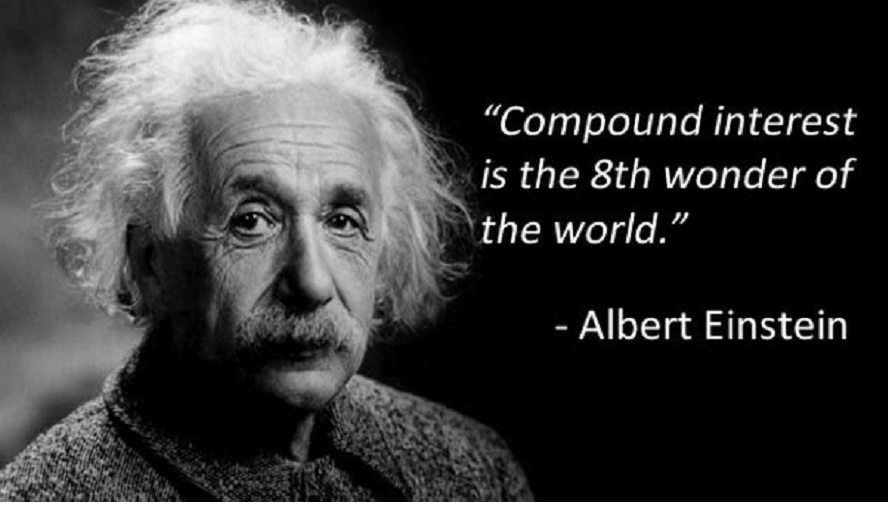 “Compound interest
is the 8th wonder of
the world.”
- Albert Einstein